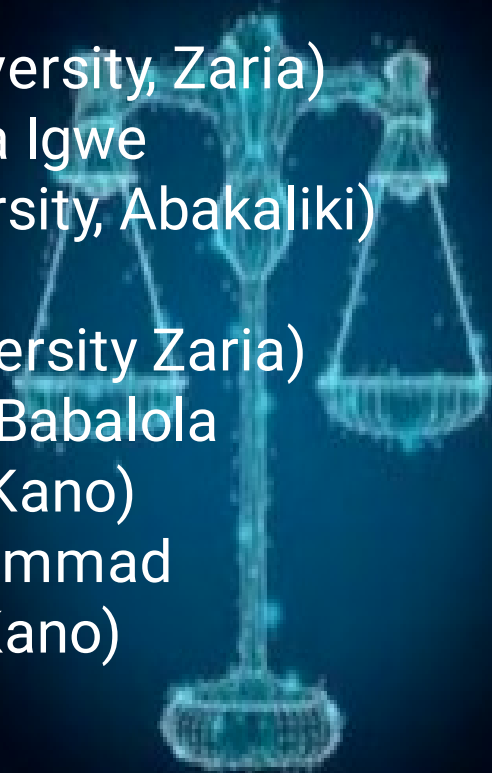 versity, Zaria)
a Igwe
rsity, Abakaliki)
ersity Zaria)
Babalola
Kano)
mmad
Kano)